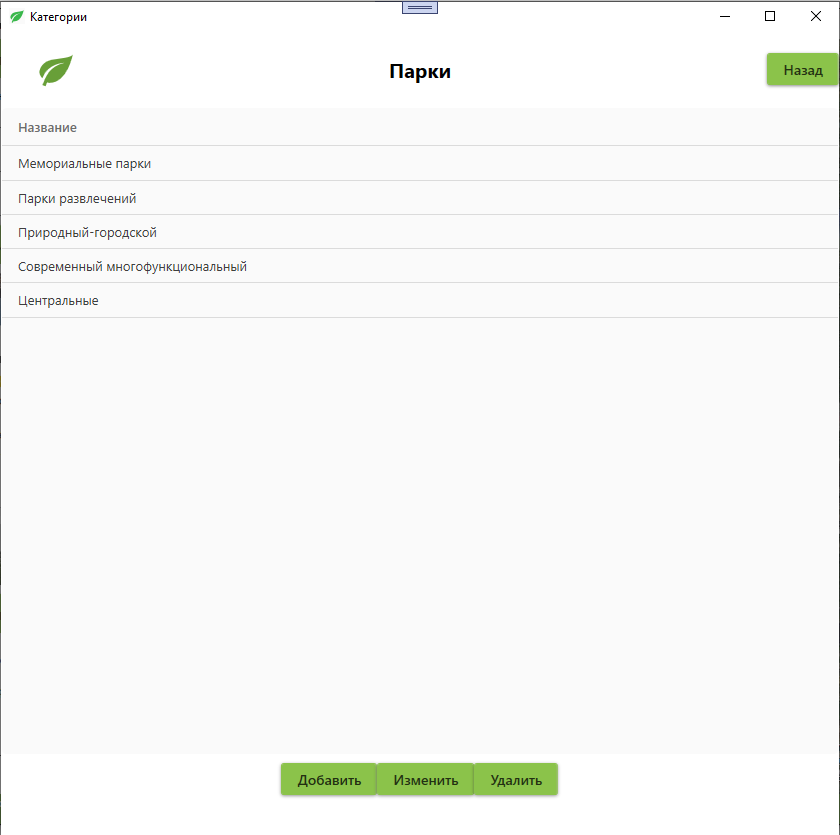 Категории
Парки
Назад
Название
Мемориальные парки
Парки развлечений
Природный-городской
Современный многофункциональный
Центральные
Добавить Изменить Удалить